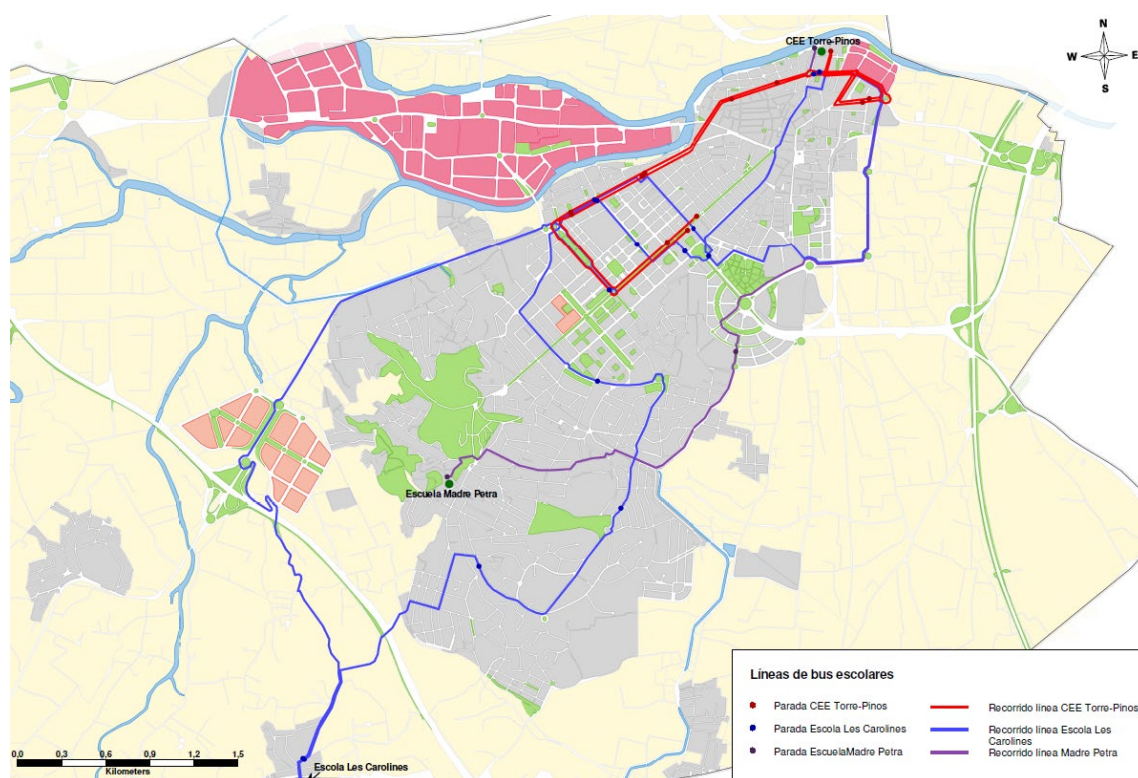 CEE Torre-Pinos
N
W E
S
Escuela Madre Petra
Líneas de bus escolares
Parada CEE Torre-Pinos
Recorrido línea CEE Torre-Pinos
Parada Escola Les Carolines
Recorrido línea Escola Les
Carolines
Parada EscuelaMadre Petra
Recorrido línea Madre Petra
0,0 0,3 0,6 0,9 1,2 1,5
Kilometers
Escola Les Carolines